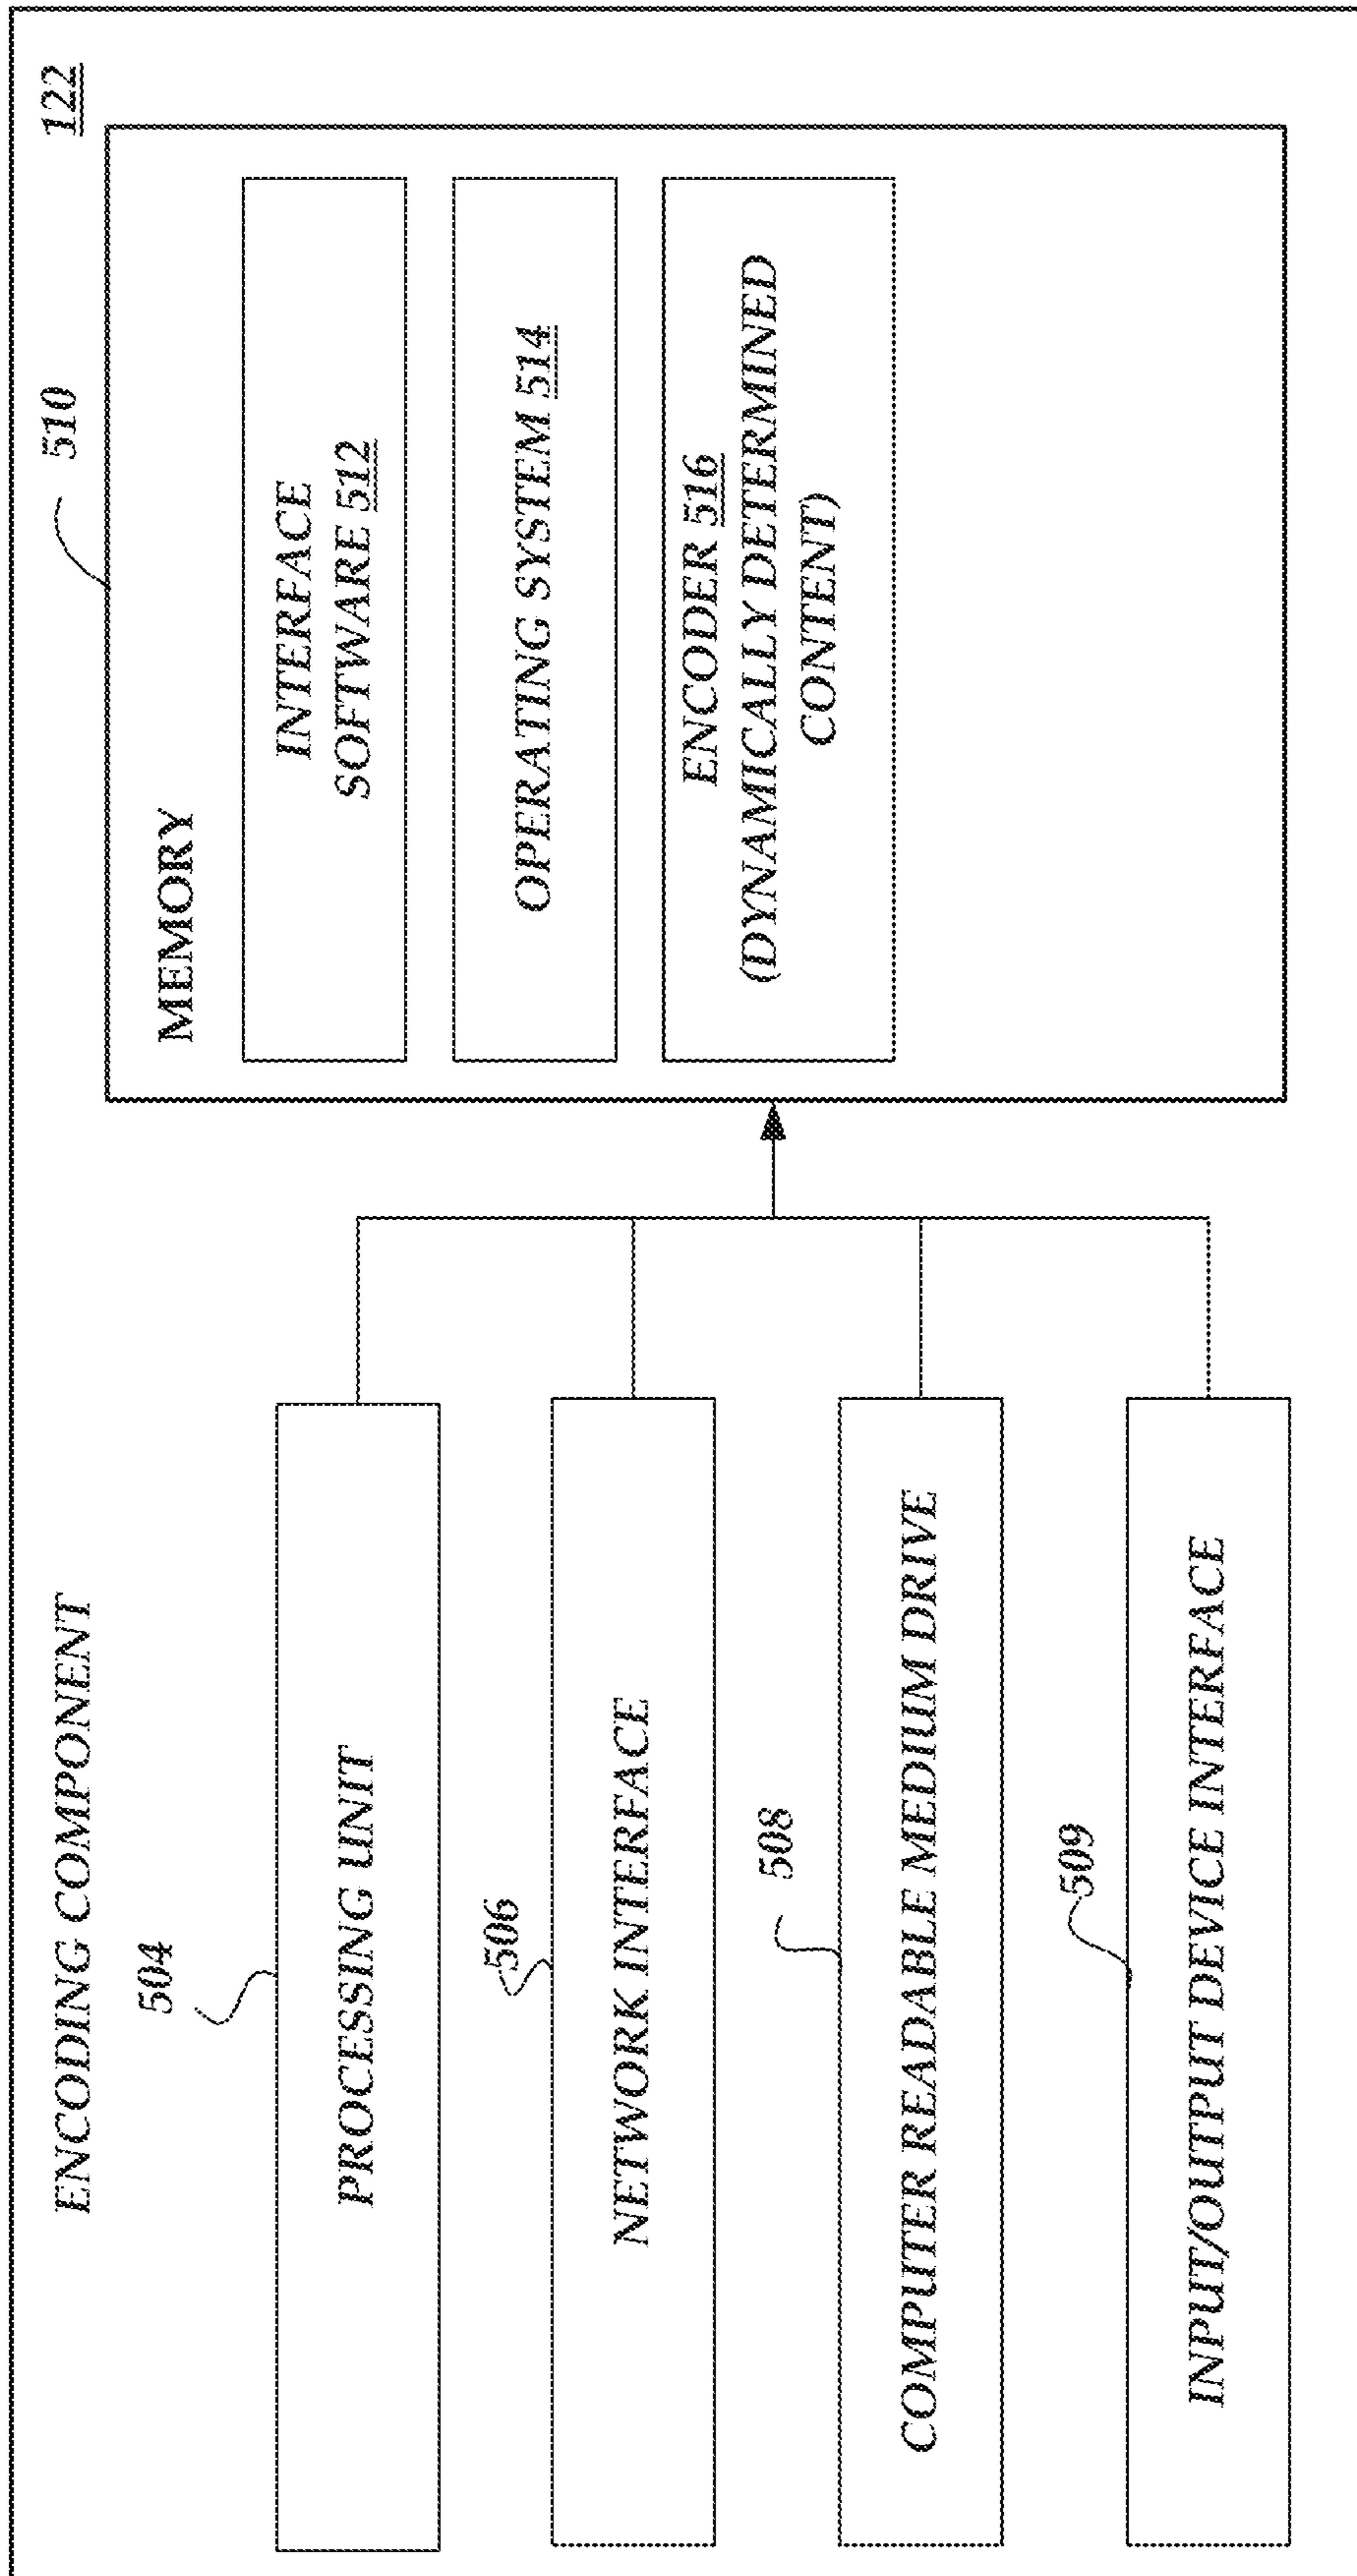 ENCODING COMPONENT
122
504
PROCESSING UNIT
506
NETWORK INTERFACE
508
COMPUTER READABLE MEDIUM DRIVE
509
INPUT/OUTPUT DEVICE INTERFACE
510
MEMORY
INTERFACE
SOFTWARE 512
OPERATING SYSTEM 514
ENCODER 516
(DYNAMICALLY DETERMINED
CONTENT)